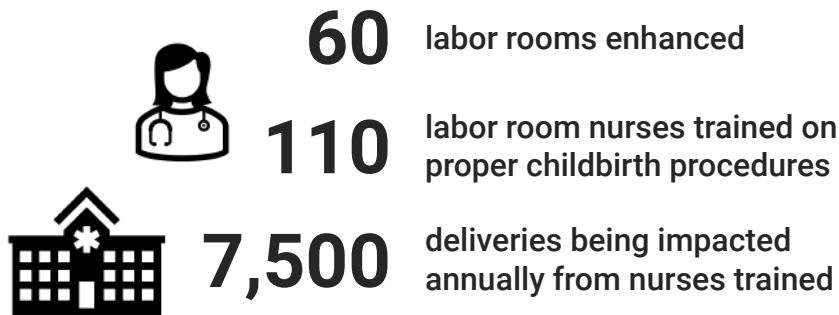 60 labor rooms enhanced
110 labor room nurses trained on
proper childbirth procedures
7,500 deliveries being impacted
annually from nurses trained